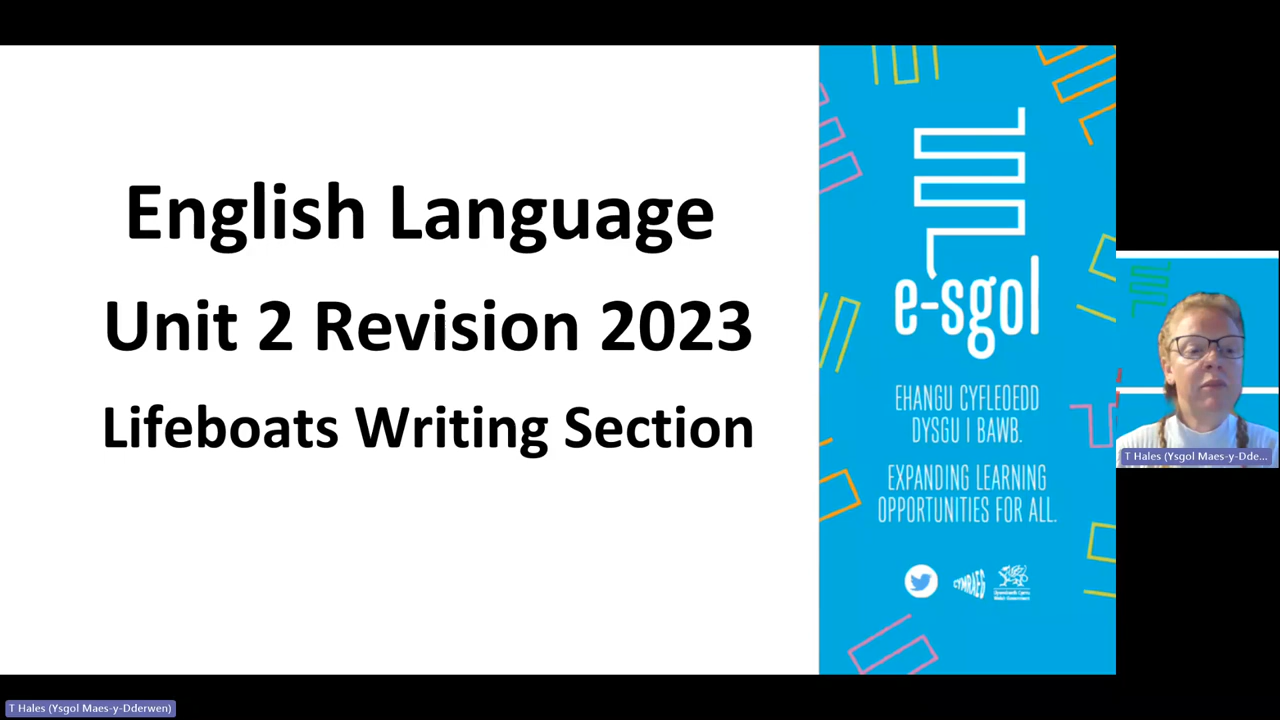 English Language
Unit 2 Revision 2023
Lifeboats Writing Section
e-sgol
EHANGU CYFLEOEDD
DYSGU I BAWB.
EXPANDING LEARNING
OPPORTUNITIES FOR ALL.
CYMRAEG
T Hales (Ysgol Maes-y-Dde...
T Hales (Ysgol Maes-y-Dderwen)